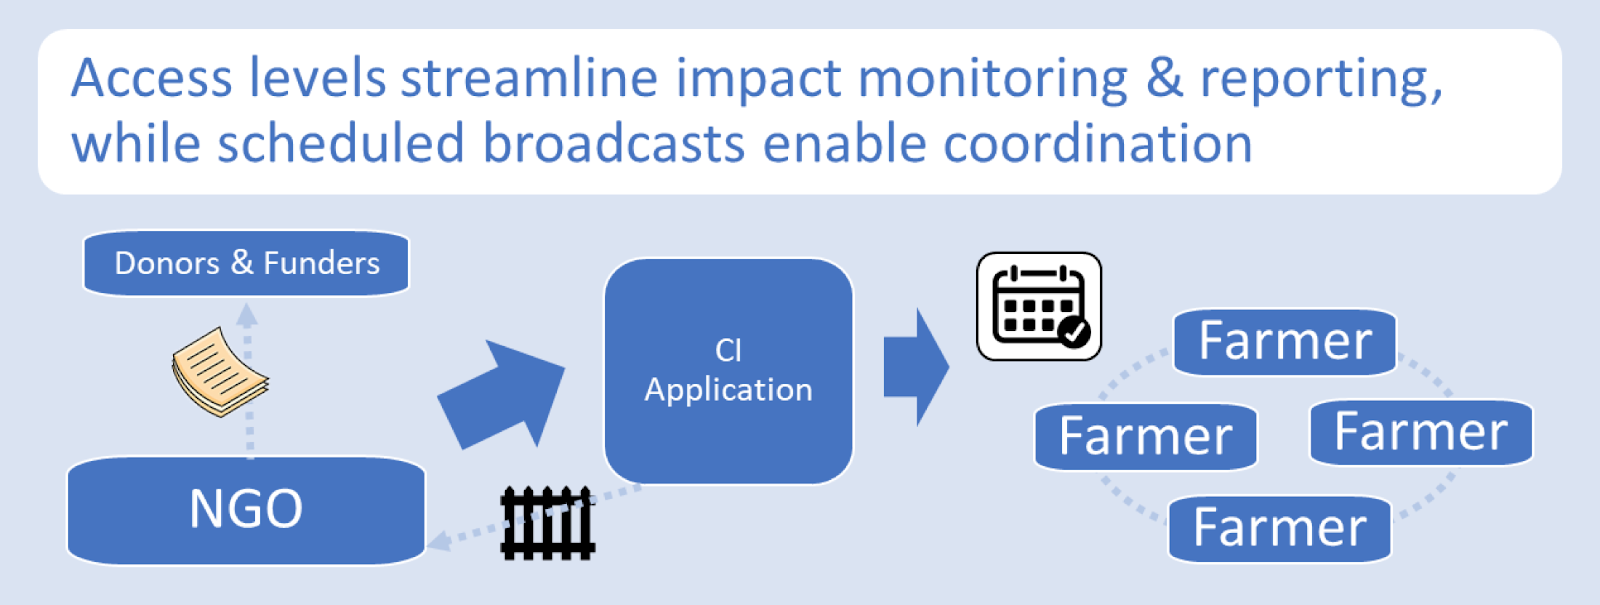 Access levels streamline impact monitoring & reporting,
while scheduled broadcasts enable coordination
Donors & Funders
NGO
CI
Application
Farmer
Farmer
Farmer
Farmer